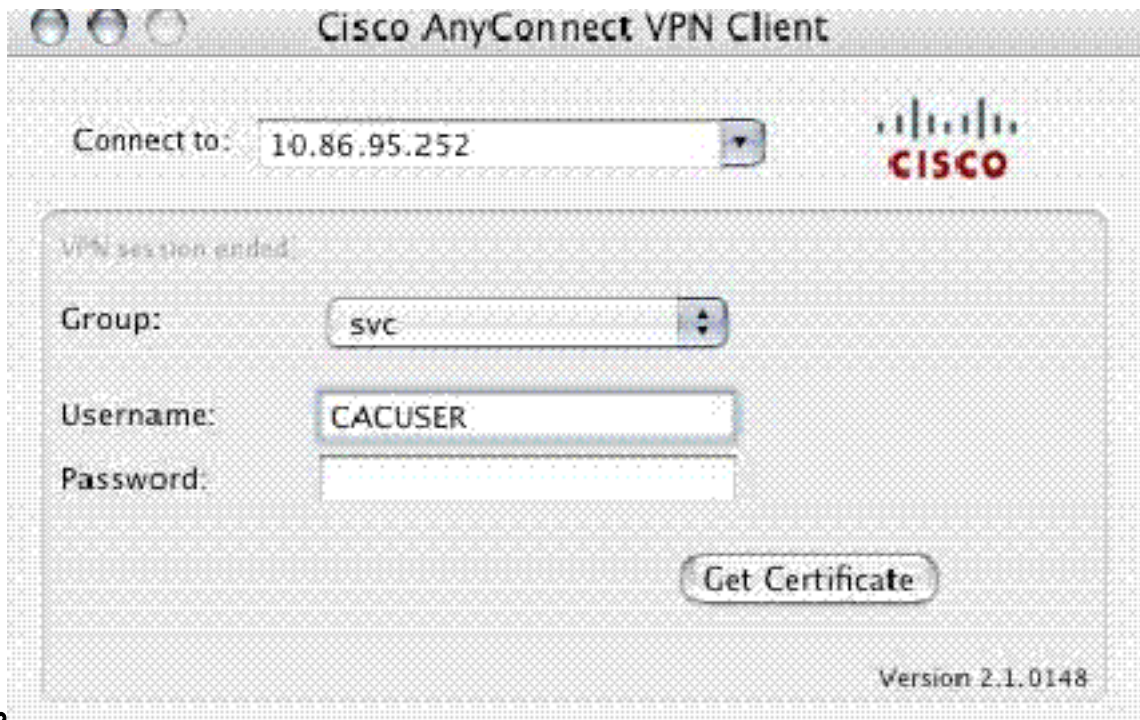 Cisco AnyConnect VPN Client
Connect to: 10.86.95.252
CISCO
VPN session ended.
Group: svc
Username: CACUSER
Password:
Get Certificate
Version 2.1.0148